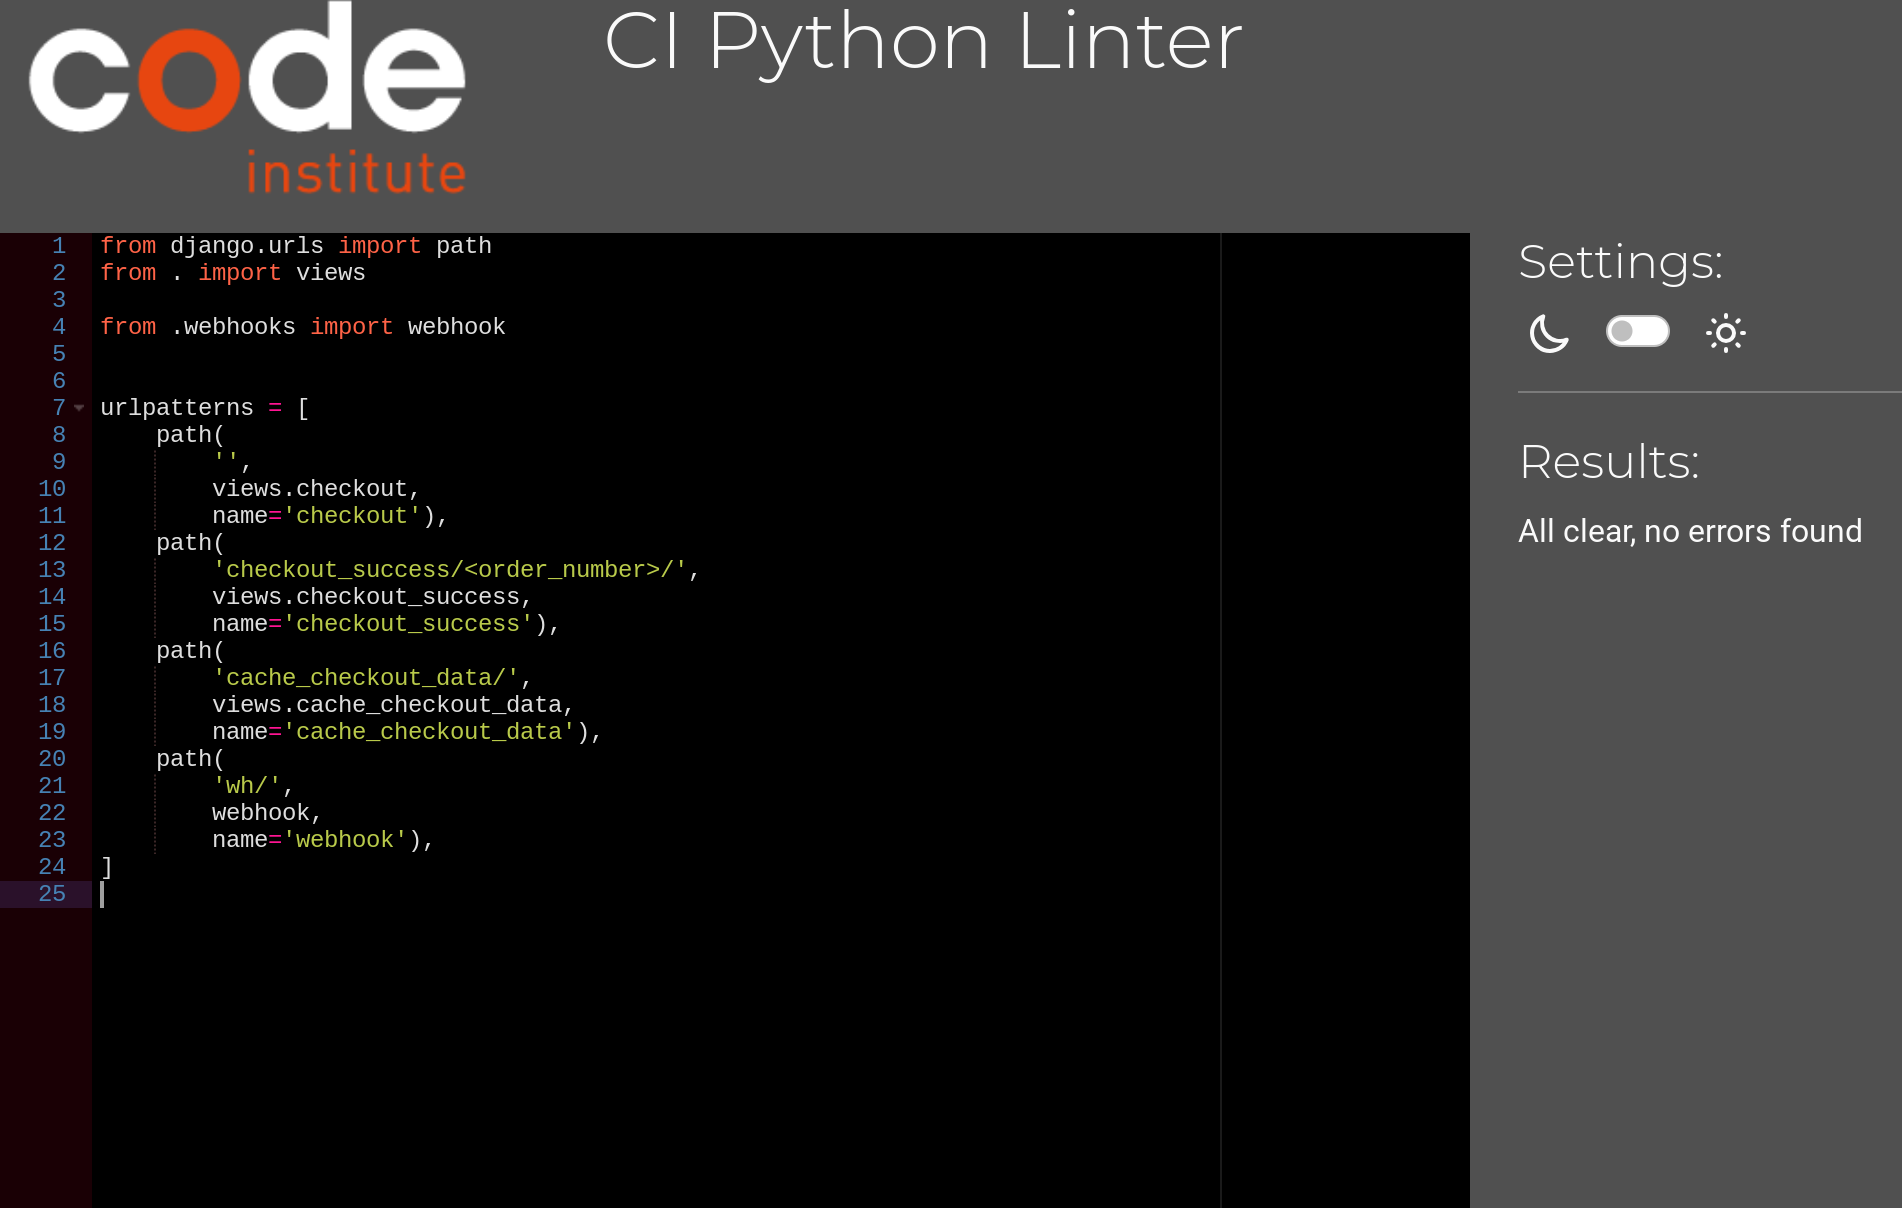 code
institute
CI Python Linter
1 from django.urls import path
2 from . import views
3
4 from .webhooks import webhook
5
6
7 urlpatterns = [
8     path(
9         '',
10         views.checkout,
11         name='checkout'),
12     path(
13         'checkout_success/<order_number>/',
14         views.checkout_success,
15         name='checkout_success'),
16     path(
17         'cache_checkout_data/',
18         views.cache_checkout_data,
19         name='cache_checkout_data'),
20     path(
21         'wh/',
22         webhook,
23         name='webhook'),
24 ]
25
Settings:
Results:
All clear, no errors found